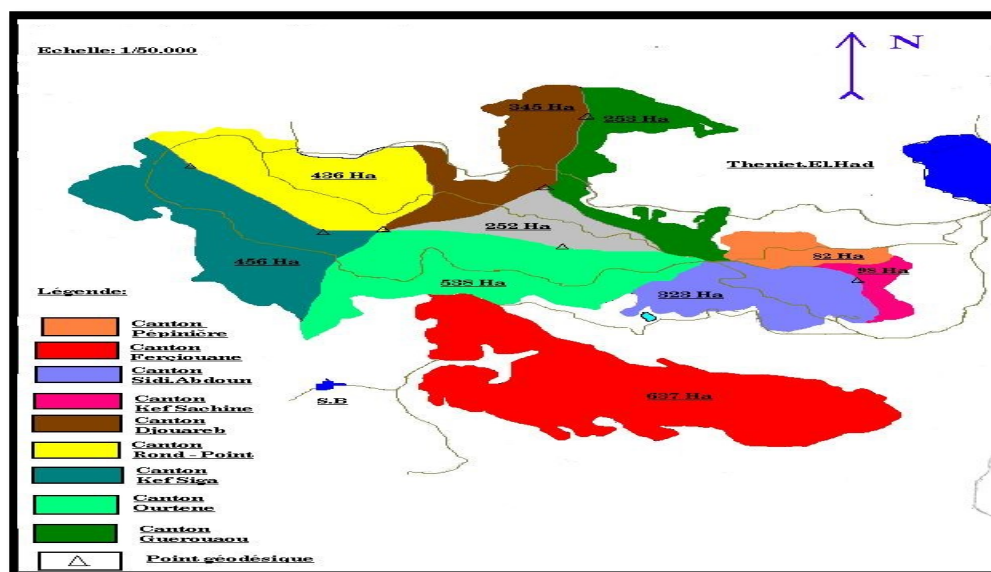 Echelle: 1/50.000
N
345 Ha
253 Ha
Theniet.El.Had
436 Ha
252 Ha
82 Ha
98 Ha
456 Ha
538 Ha
323 Ha
637 Ha
S.B
Légende:
Canton
Pépinière
Canton
Ferçiouane
Canton
Sidi.Abdoun
Canton
Kef Sachine
Canton
Djouareb
Canton
Rond - Point
Canton
Kef Siga
Canton
Ourtene
Canton
Guerouaou
Point géodésique